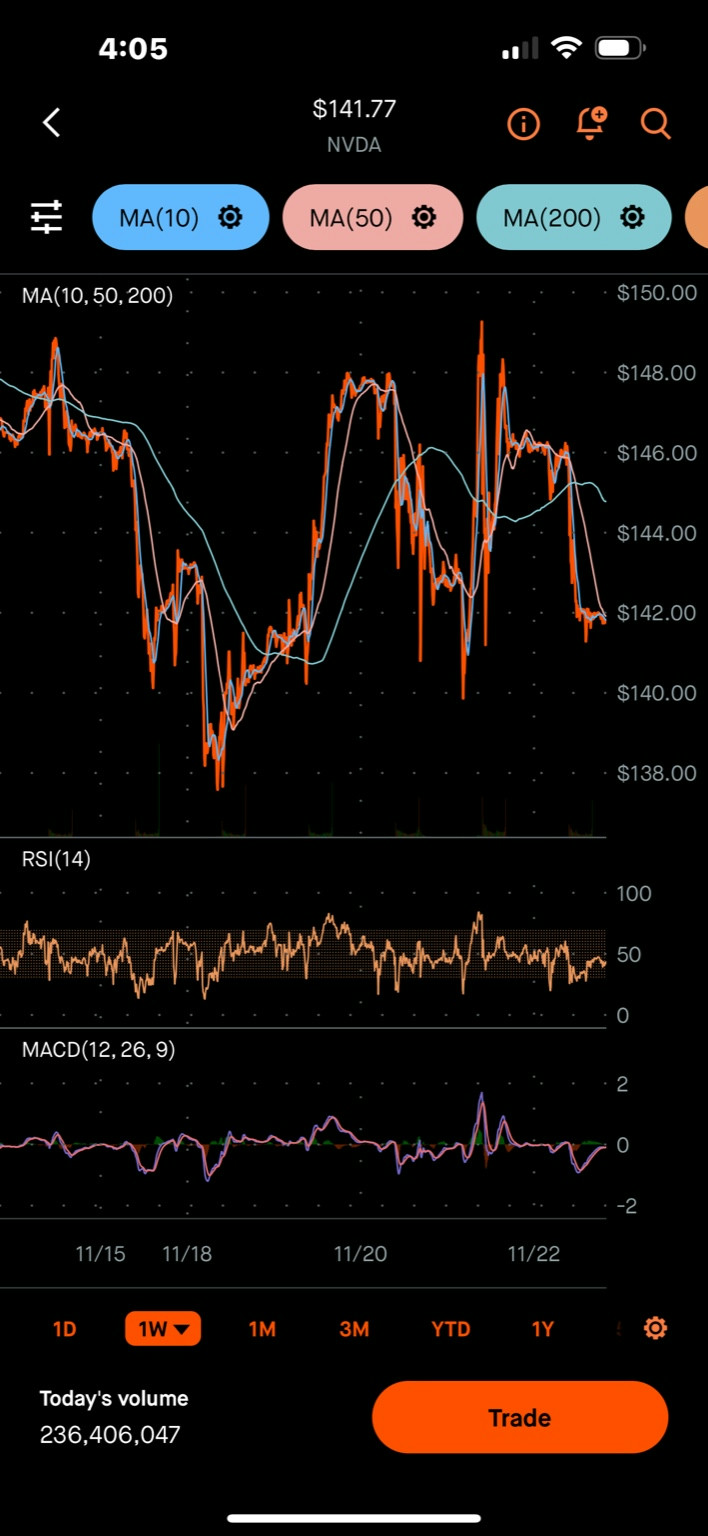 4:05
$141.77
NVDA
MA(10)
MA(50)
MA(200)
MA(10, 50, 200)
$150.00
$148.00
$146.00
$144.00
$142.00
$140.00
$138.00
RSI(14)
100
50
0
MACD(12, 26, 9)
2
0
-2
11/15 11/18 11/20 11/22
1D 1W 1M 3M YTD 1Y
Today's volume
236,406,047
Trade